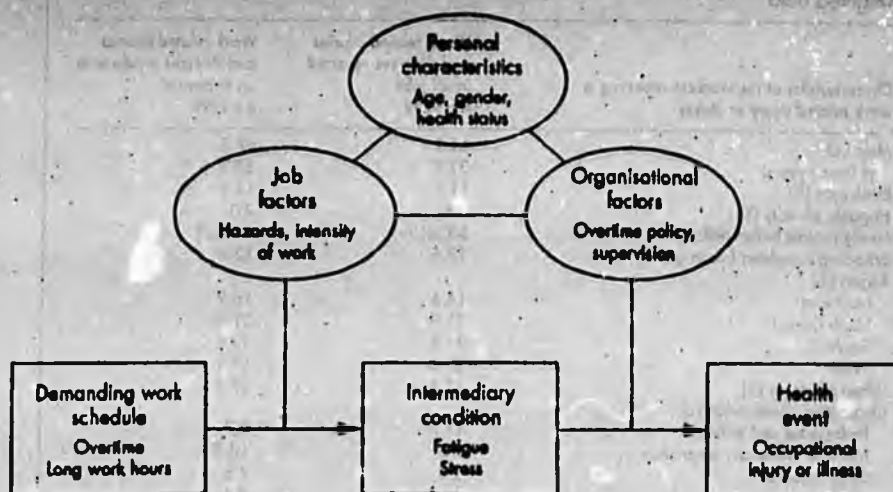 Personal
characteristics
Age, gender,
health status
Job
factors
Hazards, intensity
of work
Organisational
factors
Overtime policy,
supervision
Demanding work
schedule
Overtime
Long work hours
Intermediary
condition
Fatigue
Stress
Health
event
Occupational
injury or illness